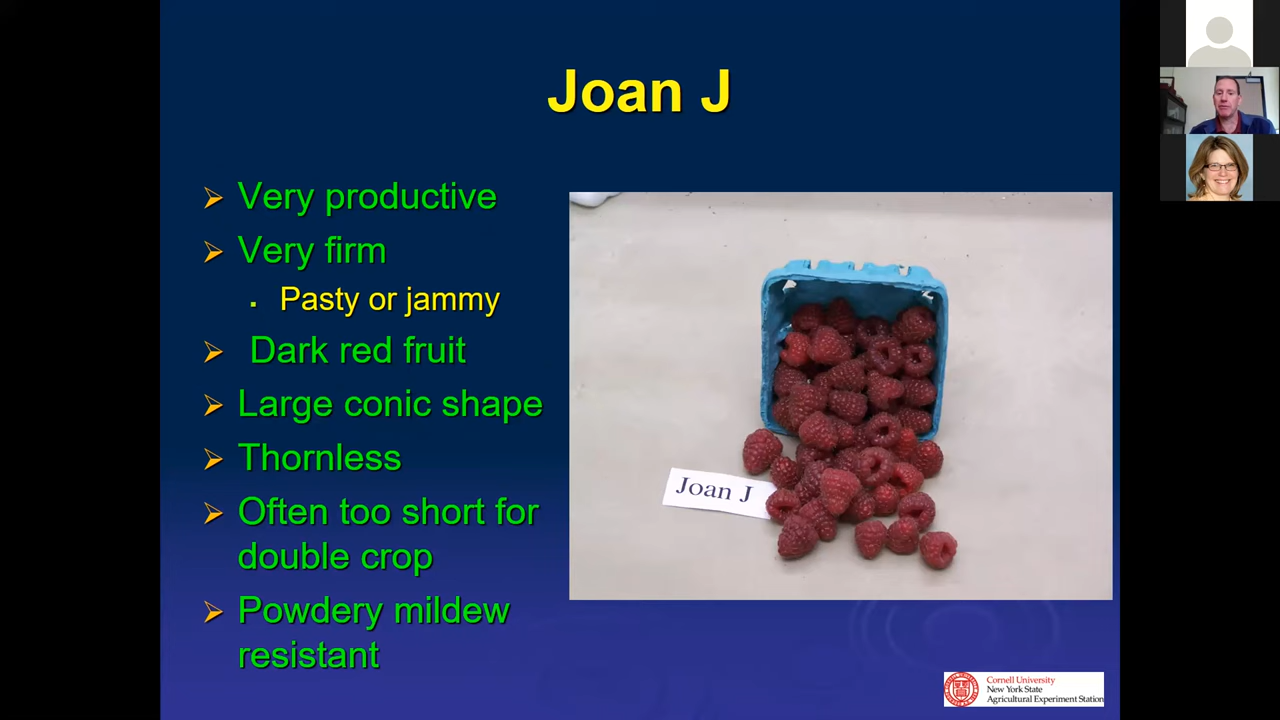 Joan J
Very productive
Very firm
Pasty or jammy
Dark red fruit
Large conic shape
Thornless
Often too short for
double crop
Powdery mildew
resistant
Joan J
Cornell University
New York State
Agricultural Experiment Station